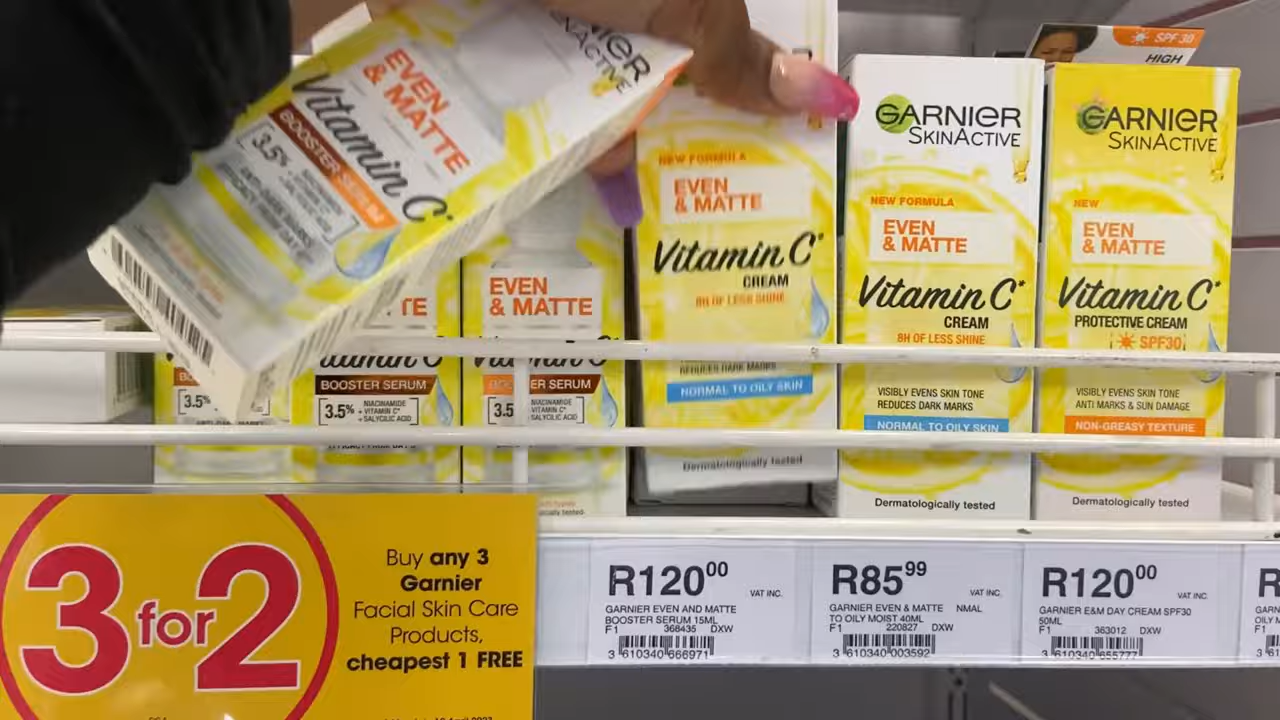 GARNIER
SKINACTIVE
EVEN
& MATTE
Vitamin C*
BOOSTER SERUM
3.5%
EVEN
& MATTE
BOOSTER SERUM
3.5%
NIACINAMIDE
+ VITAMIN C*
+ SALICYLIC ACID
3.5%
NEW FORMULA
EVEN
& MATTE
Vitamin C*
CREAM
8H OF LESS SHINE
REDUCES DARK MARKS
NORMAL TO OILY SKIN
Dermatologically tested
GARNIER
SKINACTIVE
NEW FORMULA
EVEN
& MATTE
Vitamin C*
CREAM
8H OF LESS SHINE
VISIBLY EVENS SKIN TONE
REDUCES DARK MARKS
NORMAL TO OILY SKIN
Dermatologically tested
SPF 30
HIGH
GARNIER
SKINACTIVE
NEW
EVEN
& MATTE
Vitamin C*
PROTECTIVE CREAM
SPF30
VISIBLY EVENS SKIN TONE
ANTI MARKS & SUN DAMAGE
NON-GREASY TEXTURE
Dermatologically tested
3 for 2
Buy any 3
Garnier
Facial Skin Care
Products,
cheapest 1 FREE
R120 00
VAT INC.
GARNIER EVEN AND MATTE
BOOSTER SERUM 15ML
F1 368435 DXW
3 610340 666971
R85 99
VAT INC.
GARNIER EVEN & MATTE NMAL
TO OILY MOIST 40ML
F1 220827 DXW
3 610340 003592
R120 00
VAT INC.
GARNIER E&M DAY CREAM SPF30
50ML
F1 363012 DXW
3 610340 655777